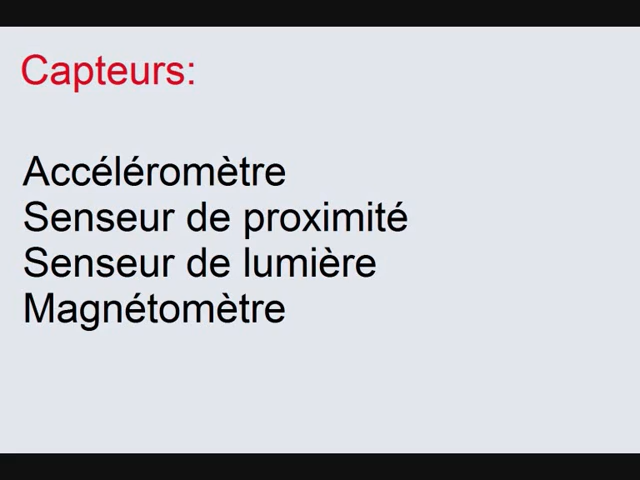 Capteurs:
Accéléromètre
Senseur de proximité
Senseur de lumière
Magnétomètre